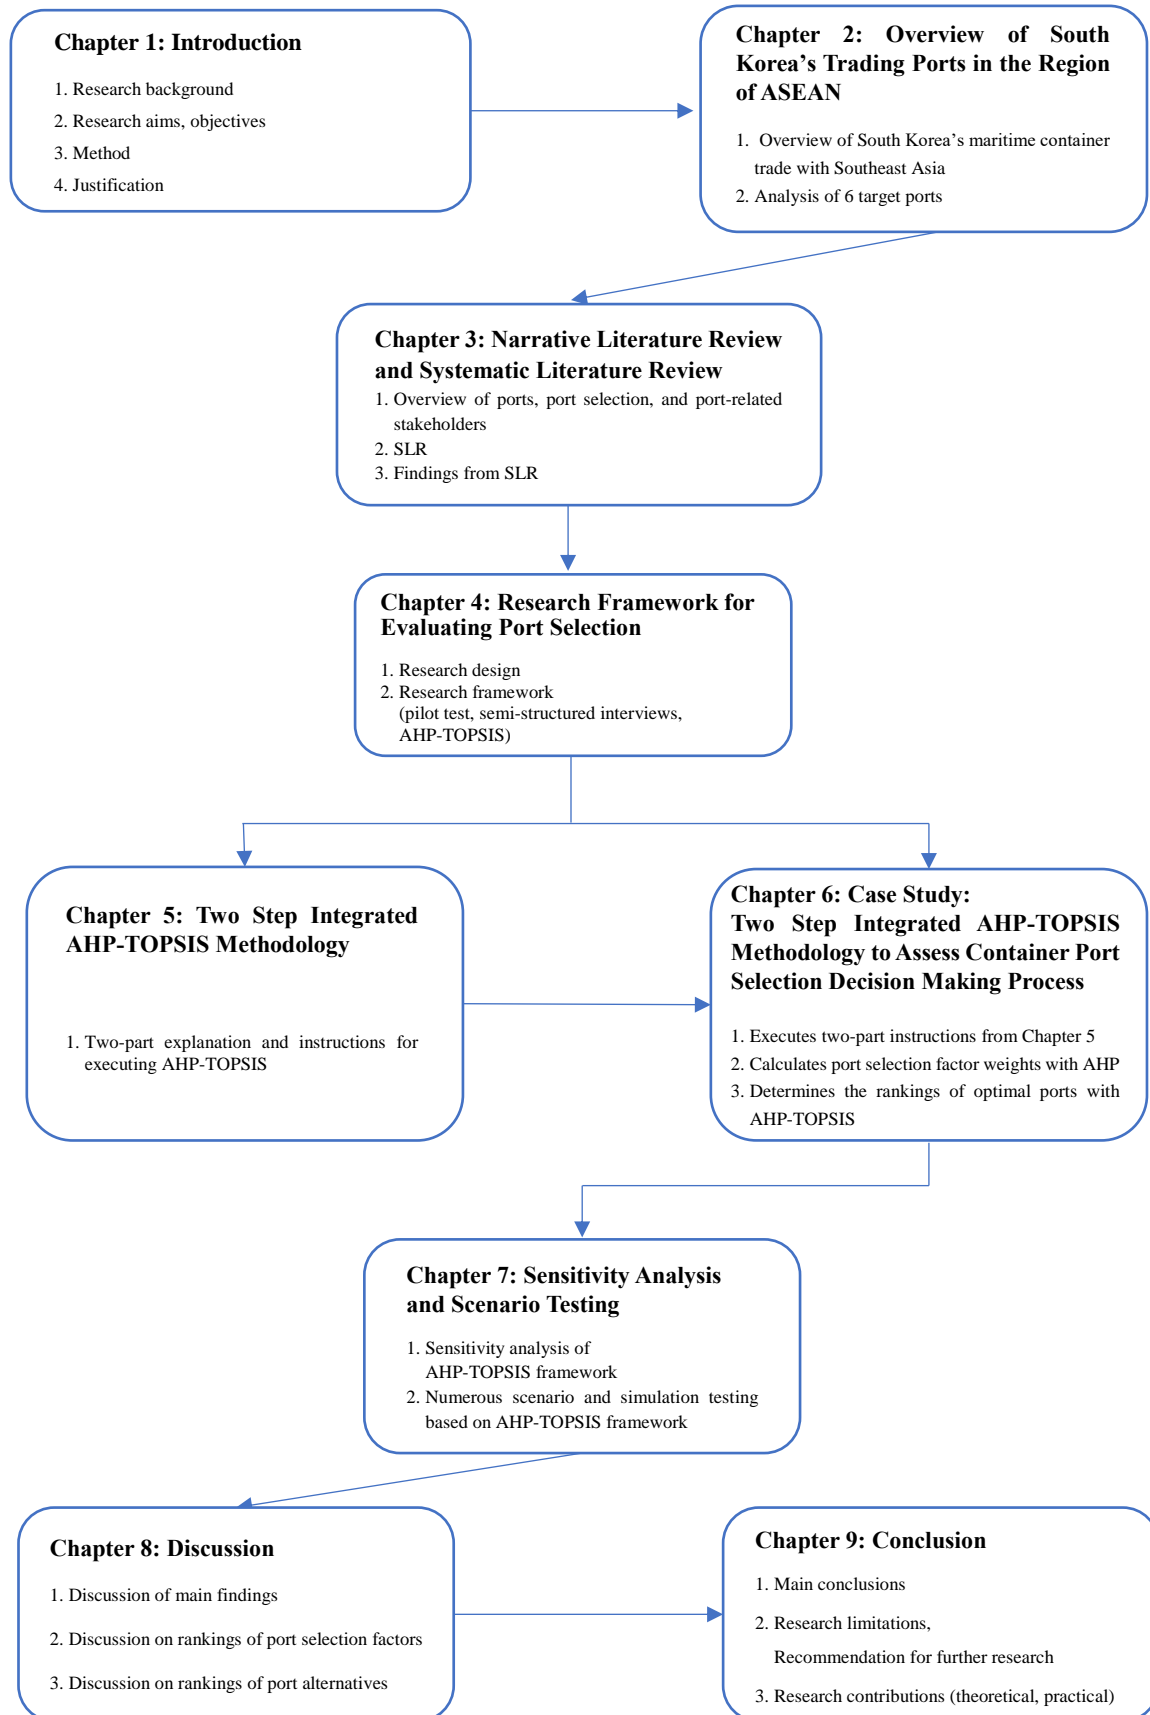 Chapter 1: Introduction
1. Research background
2. Research aims, objectives
3. Method
4. Justification
Chapter 2: Overview of South
Korea’s Trading Ports in the Region
of ASEAN
1. Overview of South Korea’s maritime container
trade with Southeast Asia
2. Analysis of 6 target ports
Chapter 3: Narrative Literature Review
and Systematic Literature Review
1. Overview of ports, port selection, and port-related
stakeholders
2. SLR
3. Findings from SLR
Chapter 4: Research Framework for
Evaluating Port Selection
1. Research design
2. Research framework
(pilot test, semi-structured interviews,
AHP-TOPSIS)
Chapter 5: Two Step Integrated
AHP-TOPSIS Methodology
1. Two-part explanation and instructions for
executing AHP-TOPSIS
Chapter 6: Case Study:
Two Step Integrated AHP-TOPSIS
Methodology to Assess Container Port
Selection Decision Making Process
1. Executes two-part instructions from Chapter 5
2. Calculates port selection factor weights with AHP
3. Determines the rankings of optimal ports with
AHP-TOPSIS
Chapter 7: Sensitivity Analysis
and Scenario Testing
1. Sensitivity analysis of
AHP-TOPSIS framework
2. Numerous scenario and simulation testing
based on AHP-TOPSIS framework
Chapter 8: Discussion
1. Discussion of main findings
2. Discussion on rankings of port selection factors
3. Discussion on rankings of port alternatives
Chapter 9: Conclusion
1. Main conclusions
2. Research limitations,
Recommendation for further research
3. Research contributions (theoretical, practical)